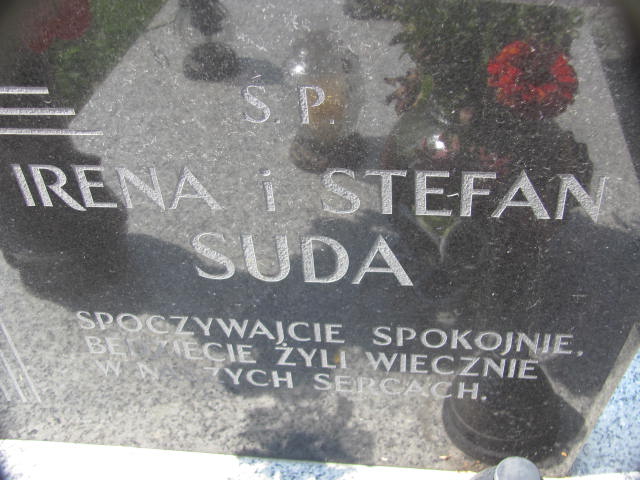 Ś.P.
IRENA i STEFAN
SUDA
SPOCZYWAJCIE SPOKOJNIE,
ŻYLI WIECZNIE
SERCACH.